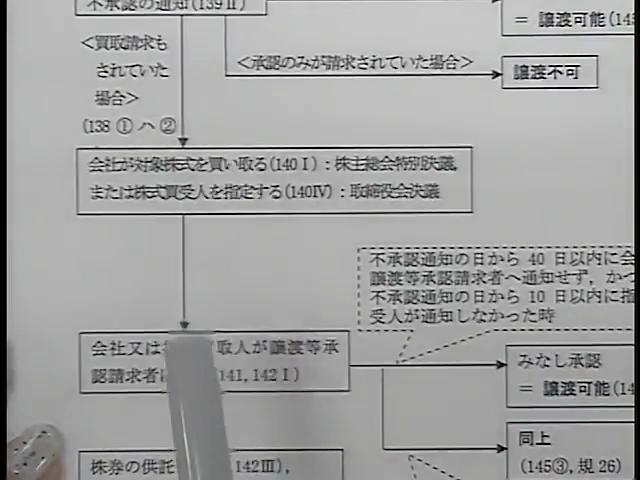 不承認の通知(139Ⅱ)
= 譲渡可能(14
<買取請求も
されていた
場合>
(138 ① ハ ②)
<承認のみが請求されていた場合>
譲渡不可
会社が対象株式を買い取る(140Ⅰ):株主総会特別決議,
または株式買受人を指定する(140Ⅳ):取締役会決議
不承認通知の日から 40 日以内に会
譲渡等承認請求者へ通知せず,かつ
不承認通知の日から 10 日以内に指
受人が通知しなかった時
会社又は 取人が譲渡等承
認請求者に 141, 142Ⅰ)
みなし承認
= 譲渡可能(14
同上
(145③, 規 26)
株券の供託 142Ⅲ),